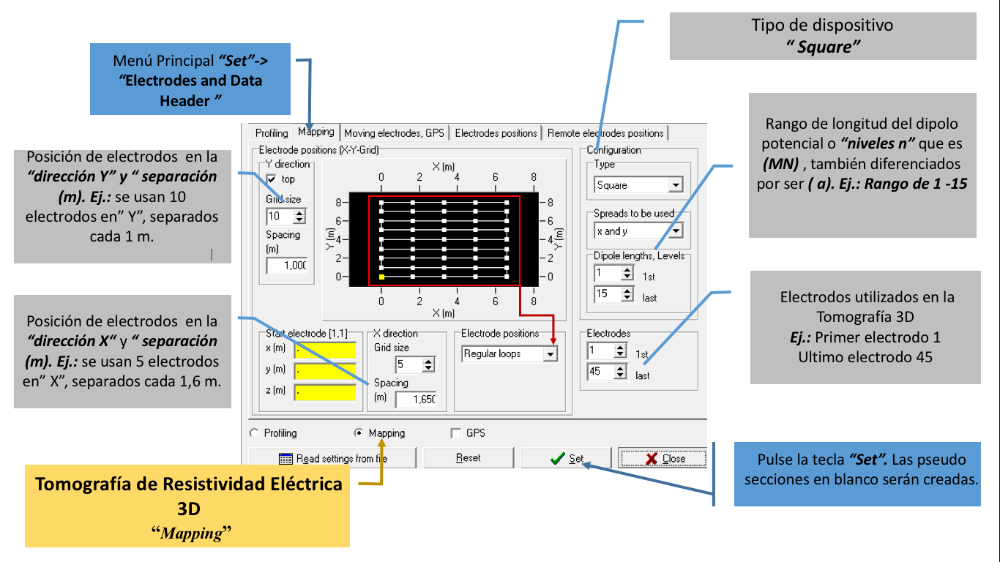 Tipo de dispositivo
“ Square”
Menú Principal “Set”->
“Electrodes and Data
Header ”
Rango de longitud del dipolo
potencial o “niveles n” que es
(MN) , también diferenciados
por ser ( a). Ej.: Rango de 1 -15
Posición de electrodos en la
“dirección Y” y “ separación
(m). Ej.: se usan 10
electrodos en” Y”, separados
cada 1 m.
Posición de electrodos en la
“dirección X“ y “ separación
(m). Ej.: se usan 5 electrodos
en” X”, separados cada 1,6 m.
Profiling Mapping Moving electrodes, GPS Electrodes positions Remote electrodes positions
Electrode positions (X-Y-Grid)
Y direction
top
Grid size
10
Spacing
(m)
1,000
X (m)
0 2 4 6 8
8 8
6 6
Y (m) 4 4 Y (m)
2 2
0 0
0 2 4 6 8
X (m)
Configuration
Type
Square
Spreads to be used
x and y
Dipole lengths, Levels
1 1st
15 last
Start electrode [1,1]
x (m) .
y (m) .
z (m) .
X direction
Grid size
5
Spacing
(m) 1,650
Electrode positions
Regular loops
Electrodes
1 1st
45 last
Profiling Mapping GPS
Read settings from file Reset Set Close
Electrodos utilizados en la
Tomografía 3D
Ej.: Primer electrodo 1
Ultimo electrodo 45
Pulse la tecla “Set”. Las pseudo
secciones en blanco serán creadas.
Tomografía de Resistividad Eléctrica
3D
“Mapping”